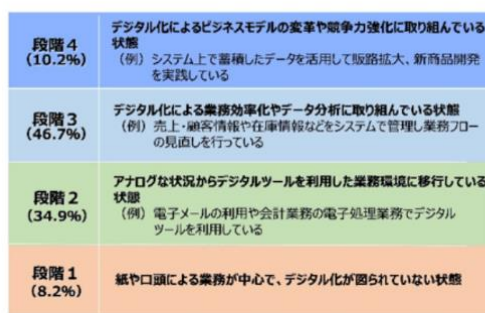 段階4
(10.2%)
デジタル化によるビジネスモデルの変革や競争力強化に取り組んでいる
状態
(例)システム上で蓄積したデータを活用して販路拡大、新商品開発
を実践している
段階3
(46.7%)
デジタル化による業務効率化やデータ分析に取り組んでいる状態
(例)売上・顧客情報や在庫情報などをシステムで管理し業務フロー
の見直しを行っている
段階2
(34.9%)
アナログな状況からデジタルツールを利用した業務環境に移行している
状態
(例)電子メールの利用や会計業務の電子処理業務でデジタル
ツールを利用している
段階1
(8.2%)
紙や口頭による業務が中心で、デジタル化が図られていない状態